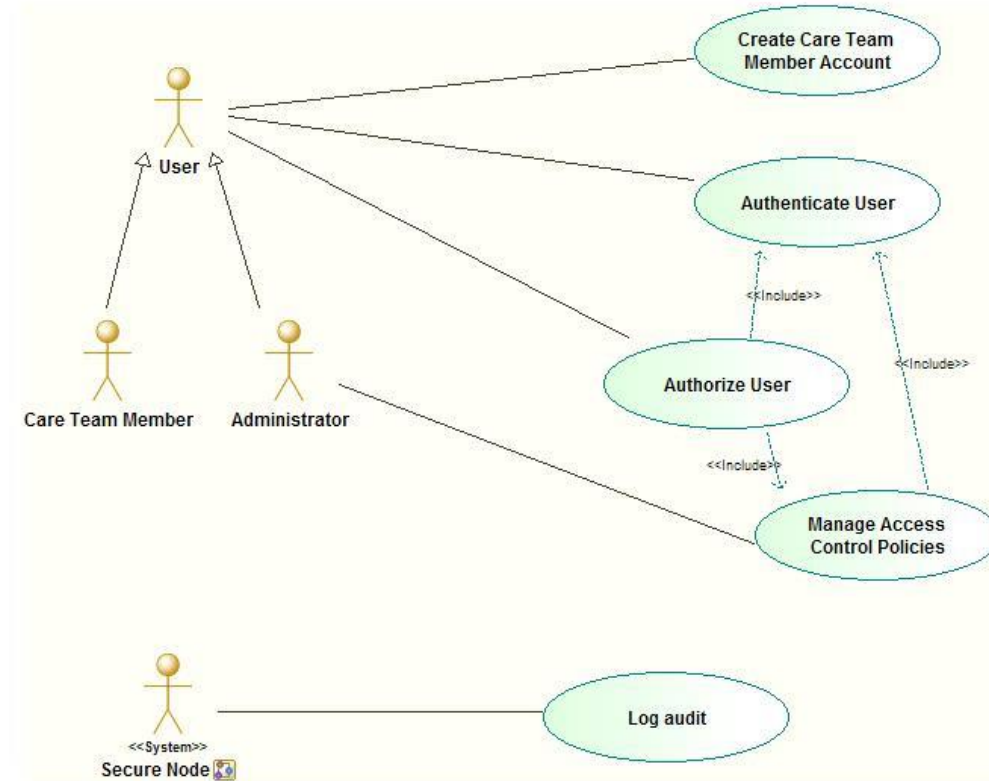 Create Care Team
Member Account
User
Authenticate User
<<Include>>
<<Include>>
Authorize User
Care Team Member
Administrator
<<Include>>
Manage Access
Control Policies
Log audit
<<System>>
Secure Node